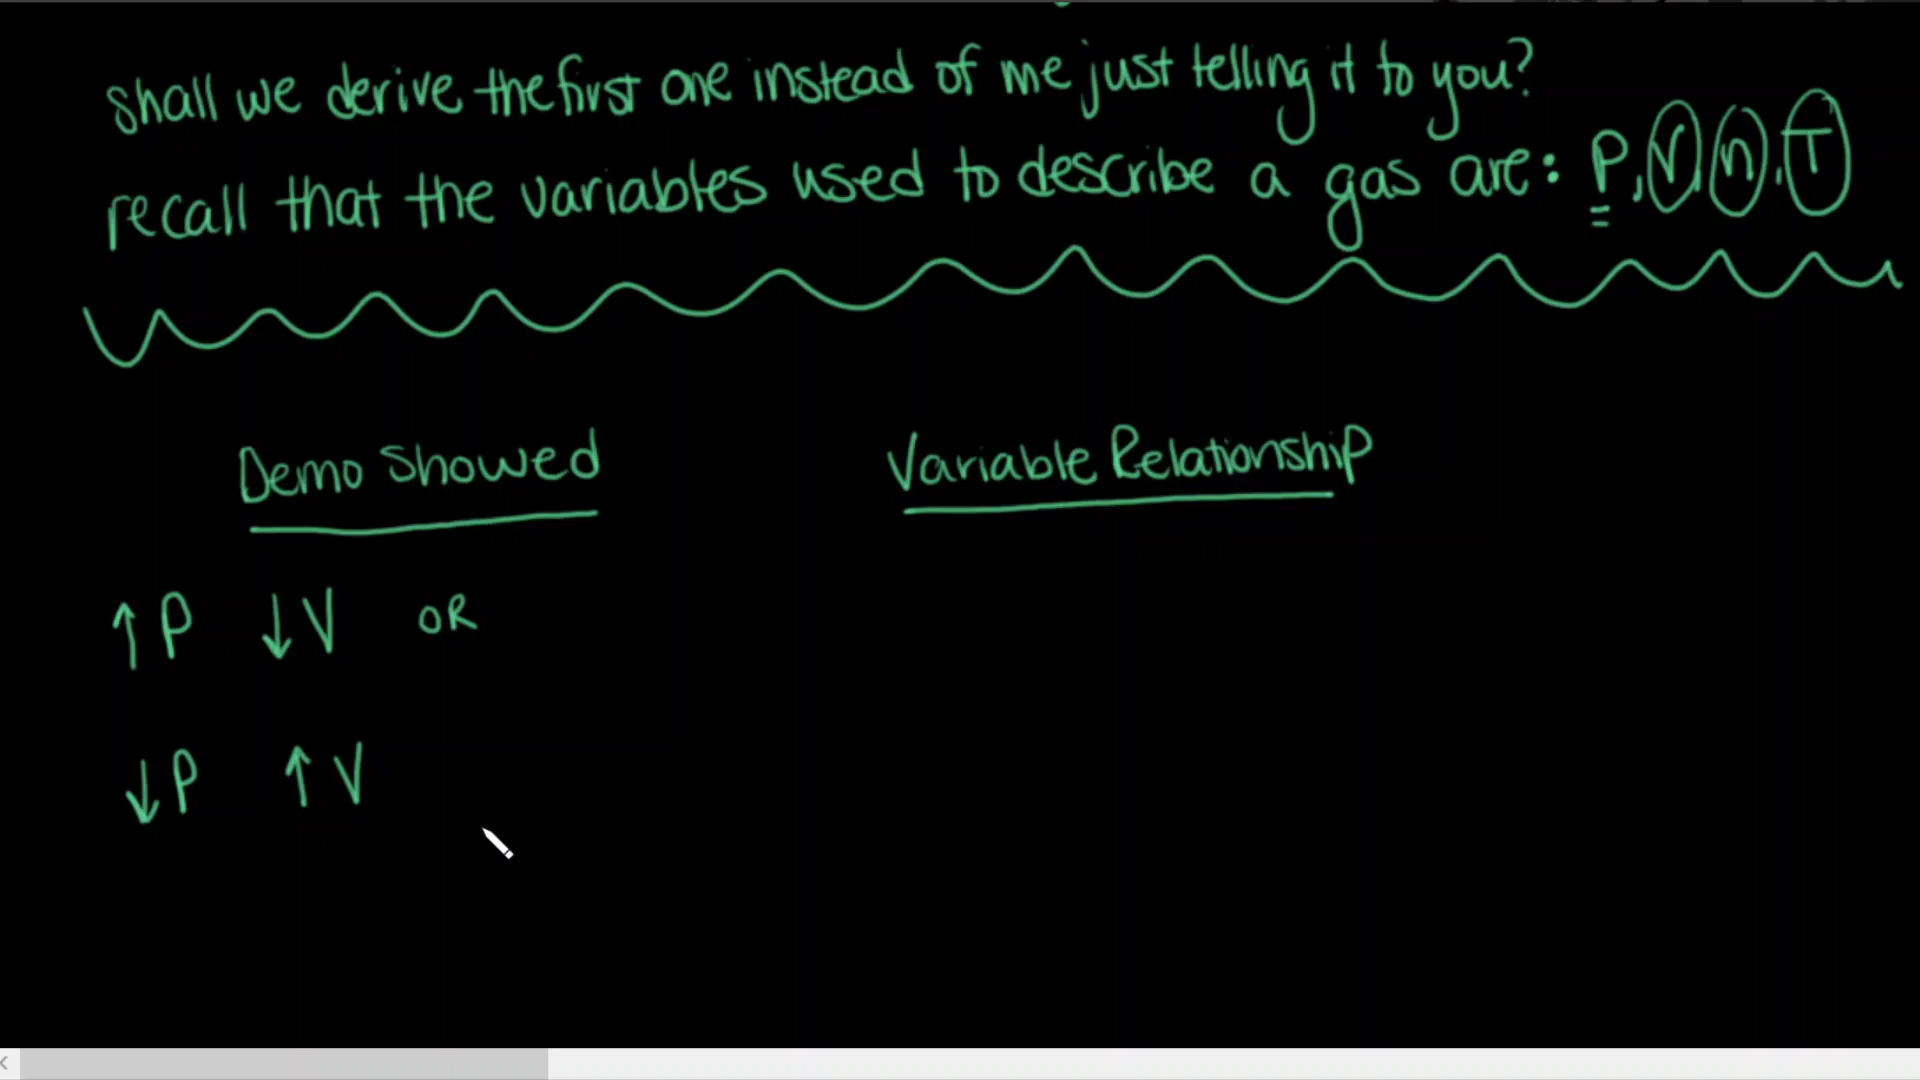 shall we derive the first one instead of me just telling it to you?
recall that the variables used to describe a gas are: P, V, n, T
Demo Showed
Variable Relationship
↑P ↓V OR
↓P ↑V